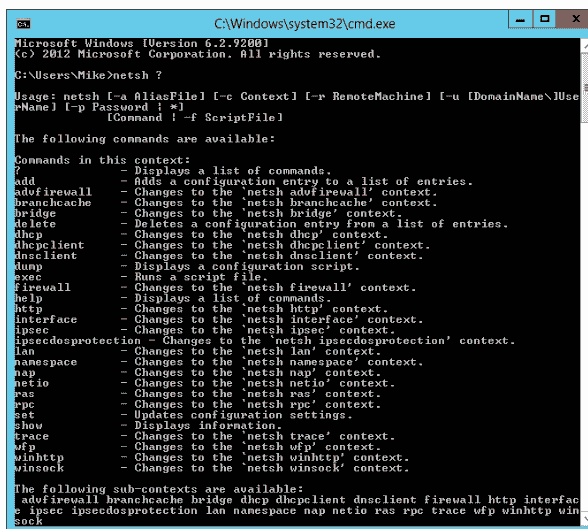 C:\Windows\system32\cmd.exe
Microsoft Windows [Version 6.2.9200]
(c) 2012 Microsoft Corporation. All rights reserved.
C:\Users\Mike>netsh ?
Usage: netsh [-a AliasFile] [-c Context] [-r RemoteMachine] [-u [DomainName\]Use
rName] [-p Password | *]
[Command | -f ScriptFile]
The following commands are available:
Commands in this context:
? - Displays a list of commands.
add - Adds a configuration entry to a list of entries.
advfirewall - Changes to the `netsh advfirewall' context.
branchcache - Changes to the `netsh branchcache' context.
bridge - Changes to the `netsh bridge' context.
delete - Deletes a configuration entry from a list of entries.
dhcp - Changes to the `netsh dhcp' context.
dhcpclient - Changes to the `netsh dhcpclient' context.
dnsclient - Changes to the `netsh dnsclient' context.
dump - Displays a configuration script.
exec - Runs a script file.
firewall - Changes to the `netsh firewall' context.
help - Displays a list of commands.
http - Changes to the `netsh http' context.
interface - Changes to the `netsh interface' context.
ipsec - Changes to the `netsh ipsec' context.
ipsecdosprotection - Changes to the `netsh ipsecdosprotection' context.
lan - Changes to the `netsh lan' context.
namespace - Changes to the `netsh namespace' context.
nap - Changes to the `netsh nap' context.
netio - Changes to the `netsh netio' context.
ras - Changes to the `netsh ras' context.
rpc - Changes to the `netsh rpc' context.
set - Updates configuration settings.
show - Displays information.
trace - Changes to the `netsh trace' context.
wfp - Changes to the `netsh wfp' context.
winhttp - Changes to the `netsh winhttp' context.
winsock - Changes to the `netsh winsock' context.
The following sub-contexts are available:
advfirewall branchcache bridge dhcp dhcpclient dnsclient firewall http interfac
e ipsec ipsecdosprotection lan namespace nap netio ras rpc trace wfp winhttp win
sock